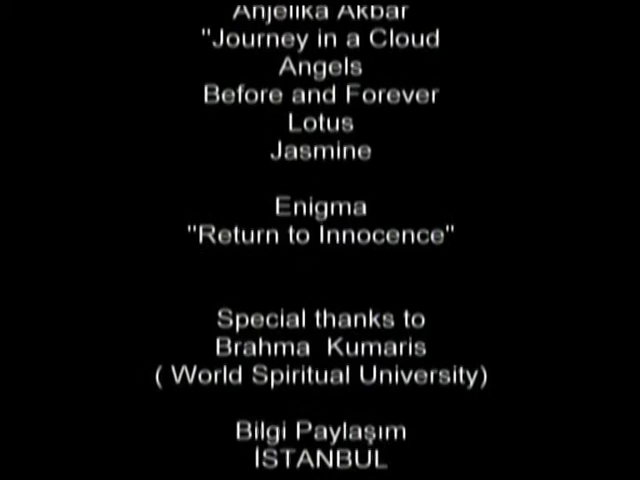 Anjelika Akbar
"Journey in a Cloud
Angels
Before and Forever
Lotus
Jasmine
Enigma
"Return to Innocence"
Special thanks to
Brahma Kumaris
( World Spiritual University)
Bilgi Paylaşım
İSTANBUL